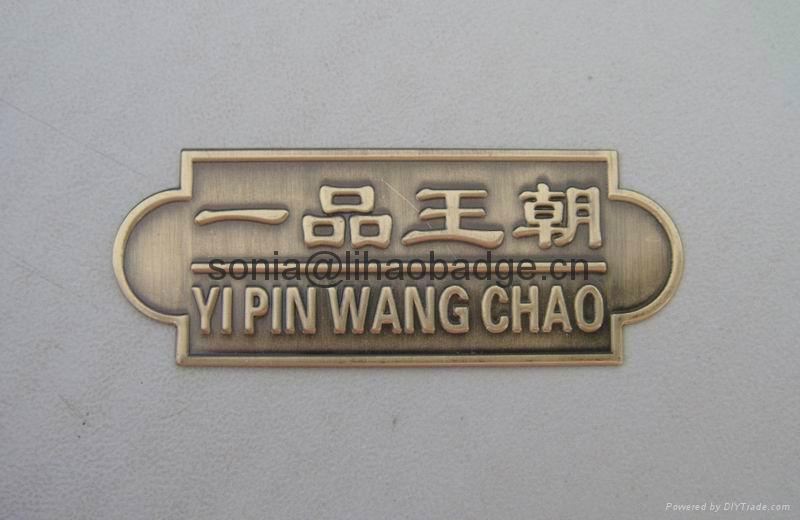 一品王朝
sonia@lihaobadge.cn
YI PIN WANG CHAO
Powered by DIYTrade.com